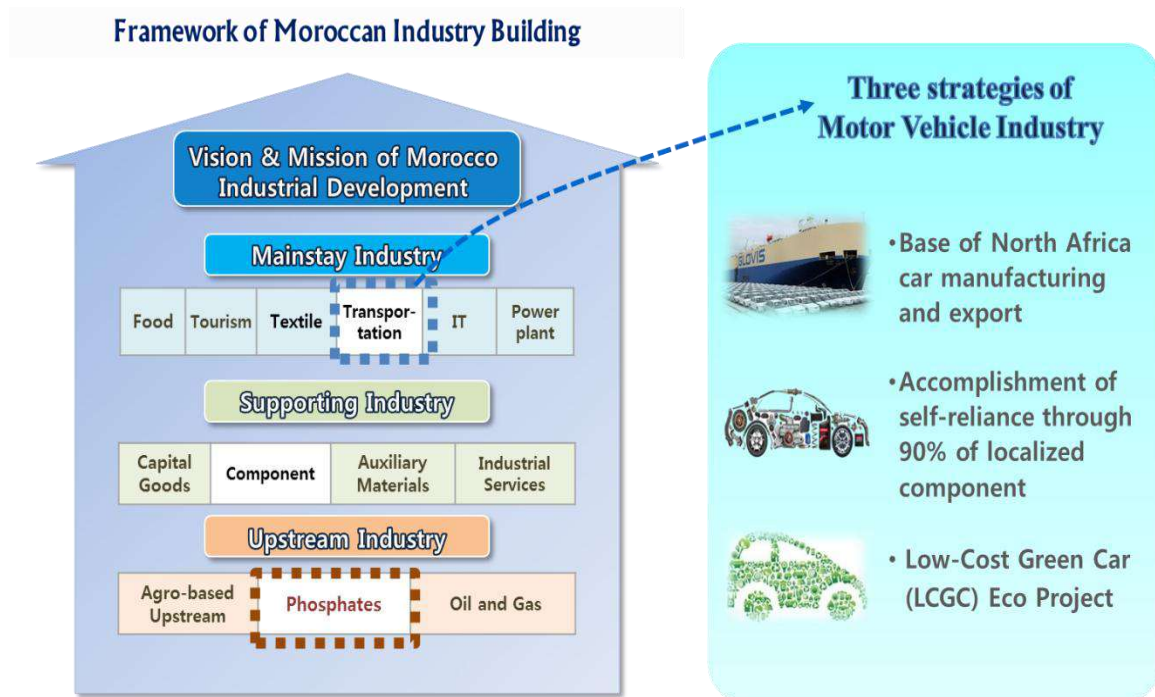 Framework of Moroccan Industry Building
Vision & Mission of Morocco
Industrial Development
Mainstay Industry
Food
Tourism
Textile
Transpor-
tation
IT
Power
plant
Supporting Industry
Capital
Goods
Component
Auxiliary
Materials
Industrial
Services
Upstream Industry
Agro-based
Upstream
Phosphates
Oil and Gas
Three strategies of
Motor Vehicle Industry
GLOVIS
•Base of North Africa
car manufacturing
and export
•Accomplishment of
self-reliance through
90% of localized
component
• Low-Cost Green Car
(LCGC) Eco Project